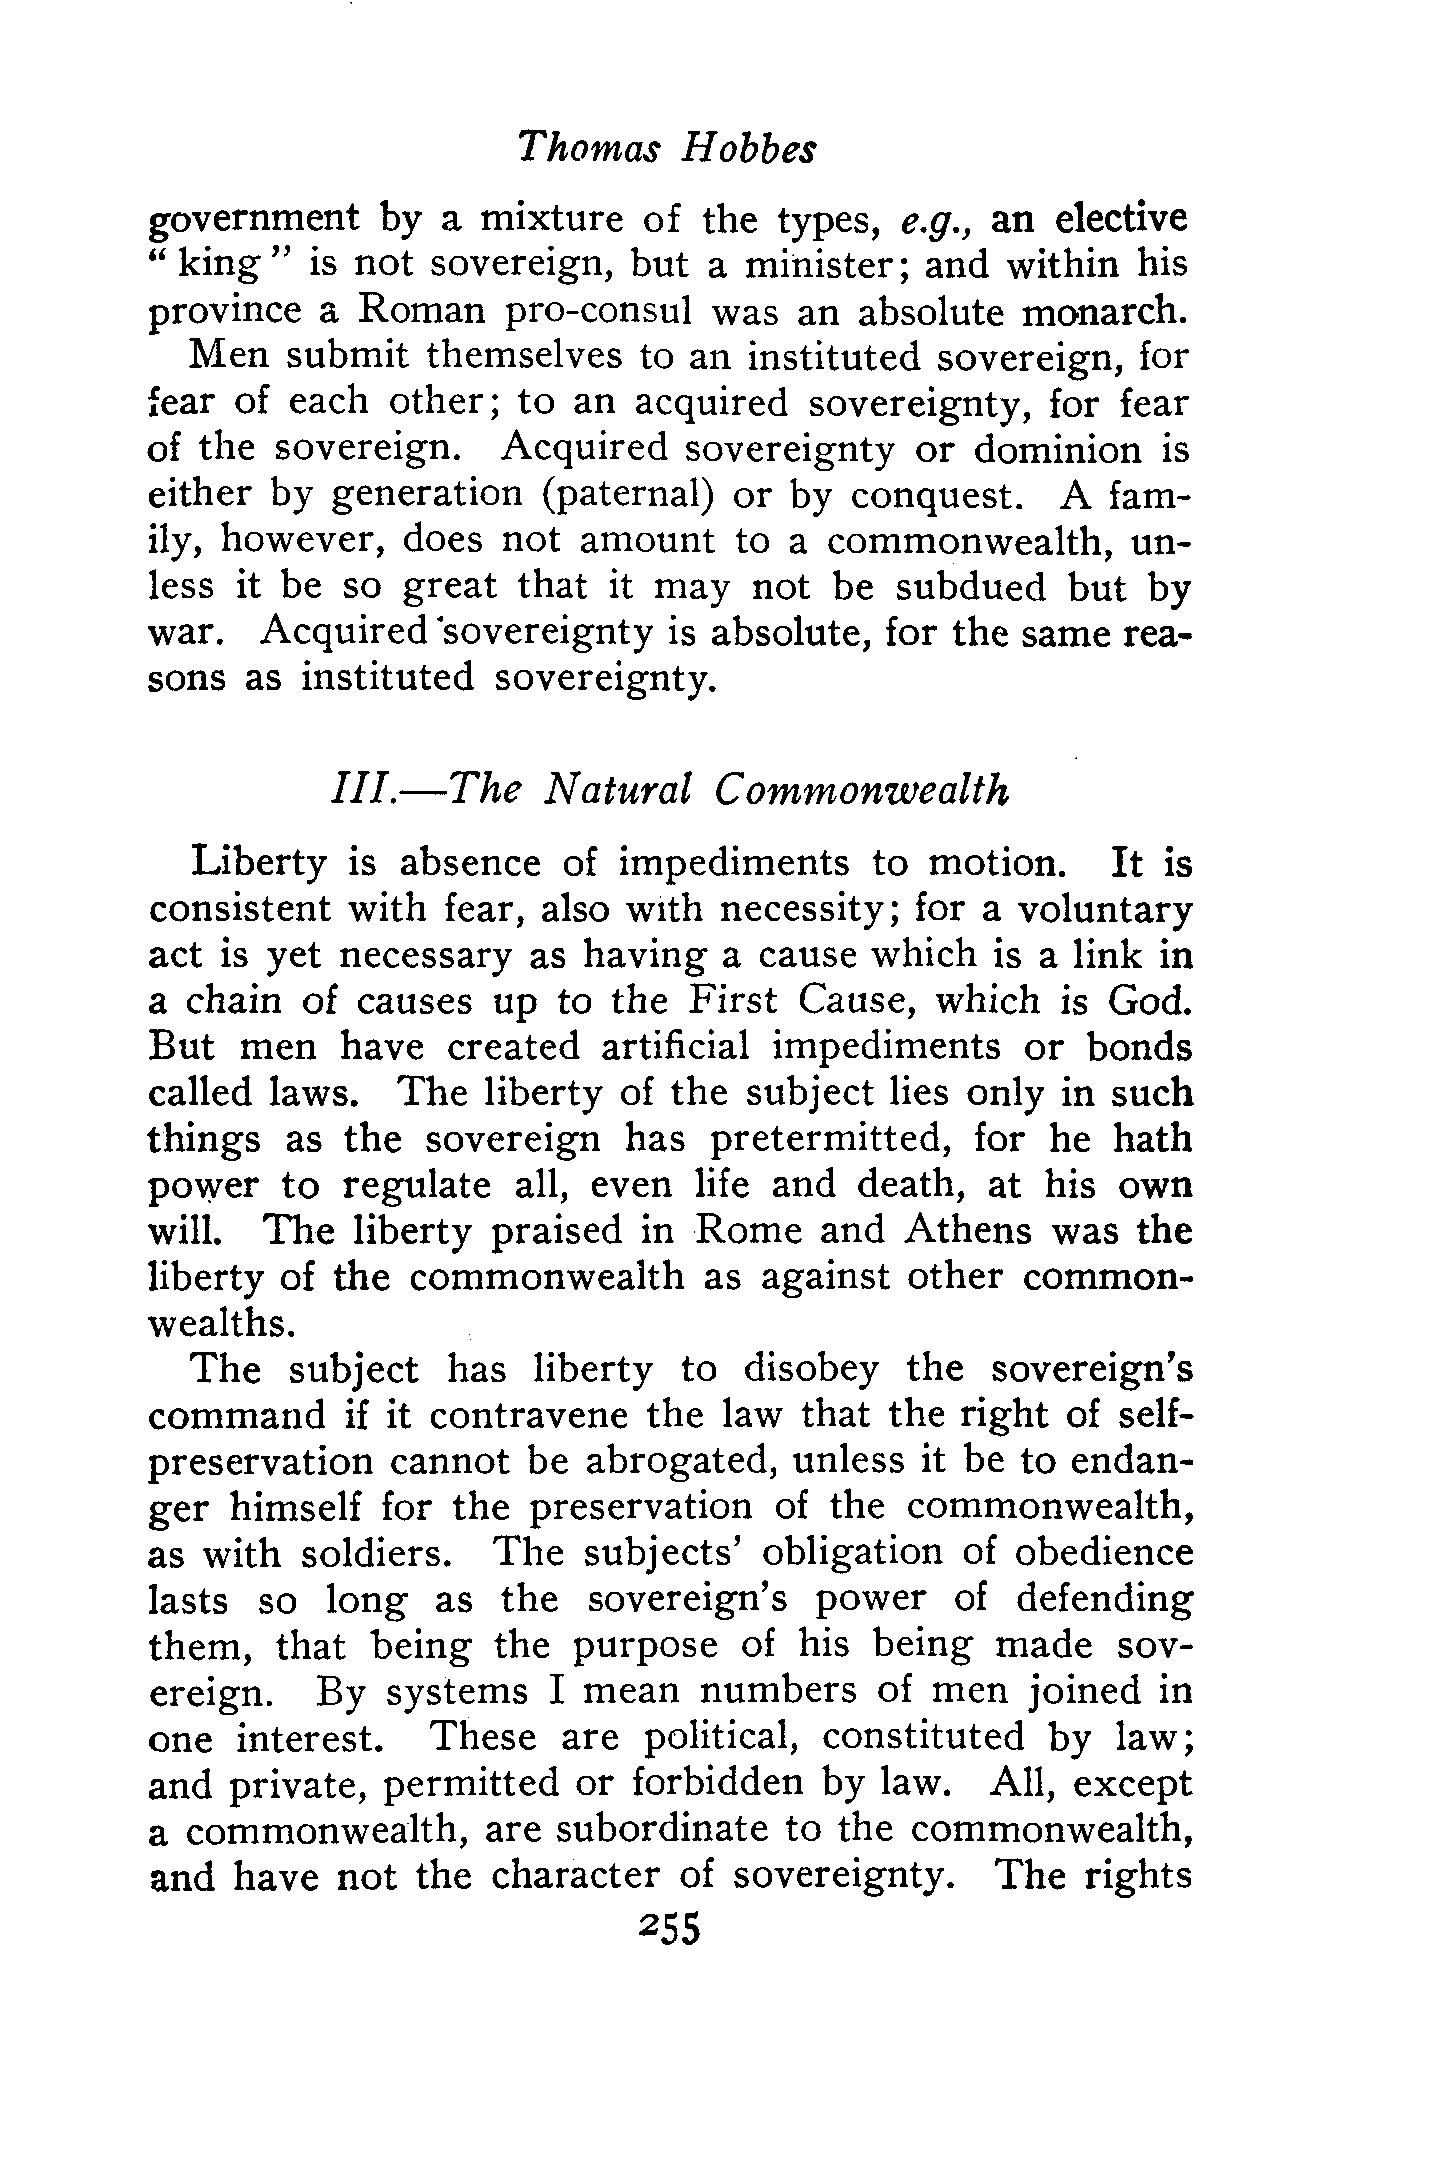 Thomas Hobbes
government by a mixture of the types, e.g., an elective
“ king ” is not sovereign, but a minister; and within his
province a Roman pro-consul was an absolute monarch.
Men submit themselves to an instituted sovereign, for
fear of each other; to an acquired sovereignty, for fear
of the sovereign. Acquired sovereignty or dominion is
either by generation (paternal) or by conquest. A fam-
ily, however, does not amount to a commonwealth, un-
less it be so great that it may not be subdued but by
war. Acquired sovereignty is absolute, for the same rea-
sons as instituted sovereignty.
III.—The Natural Commonwealth
Liberty is absence of impediments to motion. It is
consistent with fear, also with necessity; for a voluntary
act is yet necessary as having a cause which is a link in
a chain of causes up to the First Cause, which is God.
But men have created artificial impediments or bonds
called laws. The liberty of the subject lies only in such
things as the sovereign has pretermitted, for he hath
power to regulate all, even life and death, at his own
will. The liberty praised in Rome and Athens was the
liberty of the commonwealth as against other common-
wealths.
The subject has liberty to disobey the sovereign's
command if it contravene the law that the right of self-
preservation cannot be abrogated, unless it be to endan-
ger himself for the preservation of the commonwealth,
as with soldiers. The subjects' obligation of obedience
lasts so long as the sovereign's power of defending
them, that being the purpose of his being made sov-
ereign. By systems I mean numbers of men joined in
one interest. These are political, constituted by law;
and private, permitted or forbidden by law. All, except
a commonwealth, are subordinate to the commonwealth,
and have not the character of sovereignty. The rights
255